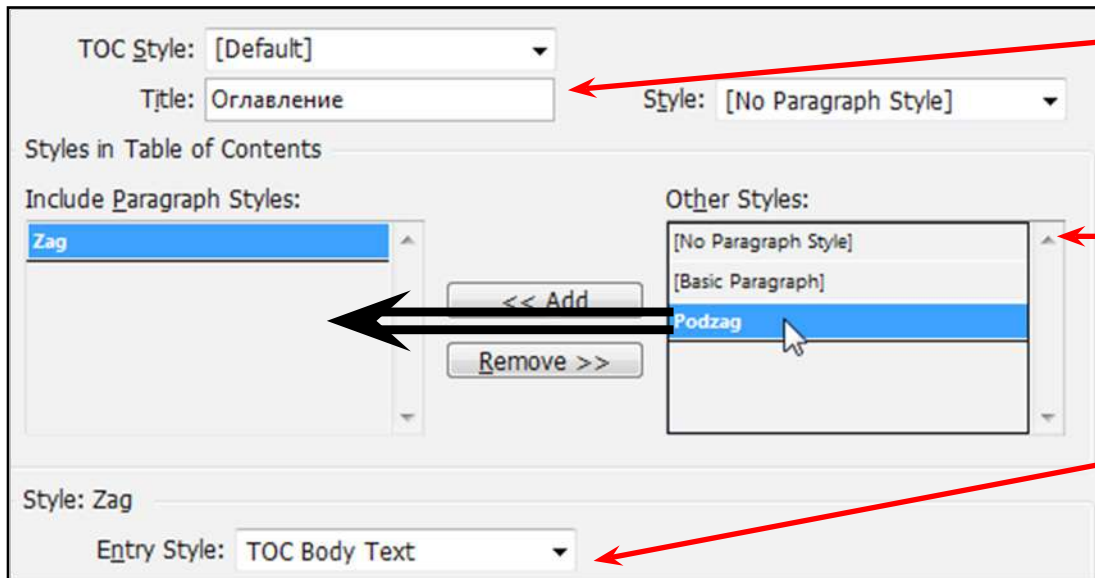 TOC Style: [Default]
Title: Оглавление Style: [No Paragraph Style]
Styles in Table of Contents
Include Paragraph Styles: Other Styles:
Zag [No Paragraph Style]
[Basic Paragraph]
<< Add Podzag
Remove >>
Style: Zag
Entry Style: TOC Body Text